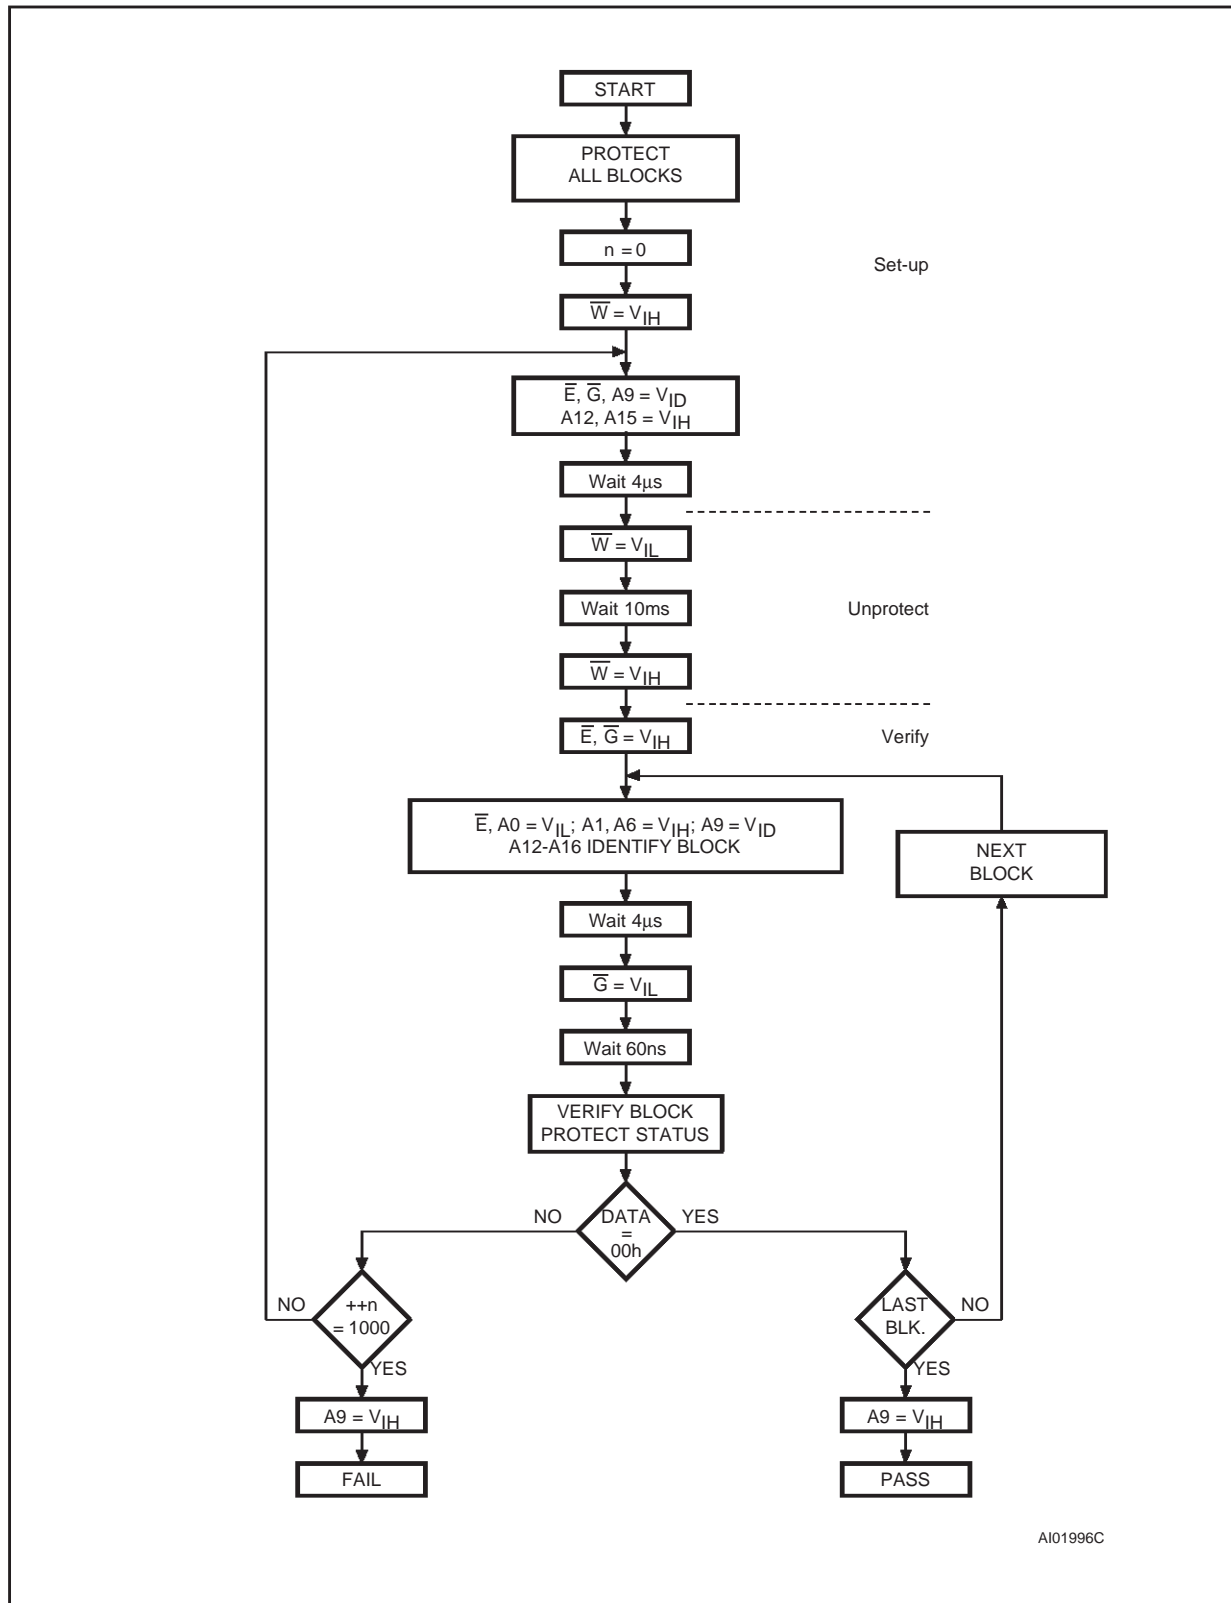 START
PROTECT
ALL BLOCKS
n = 0
Set-up
W̅ = VIH
E̅, G̅, A9 = VID
A12, A15 = VIH
Wait 4µs
W̅ = VIL
Wait 10ms
Unprotect
W̅ = VIH
E̅, G̅ = VIH
Verify
E̅, A0 = VIL; A1, A6 = VIH; A9 = VID
A12-A16 IDENTIFY BLOCK
NEXT
BLOCK
Wait 4µs
G̅ = VIL
Wait 60ns
VERIFY BLOCK
PROTECT STATUS
NO
DATA
=
00h
YES
NO
++n
= 1000
YES
LAST
BLK.
NO
YES
A9 = VIH
A9 = VIH
FAIL
PASS
AI01996C